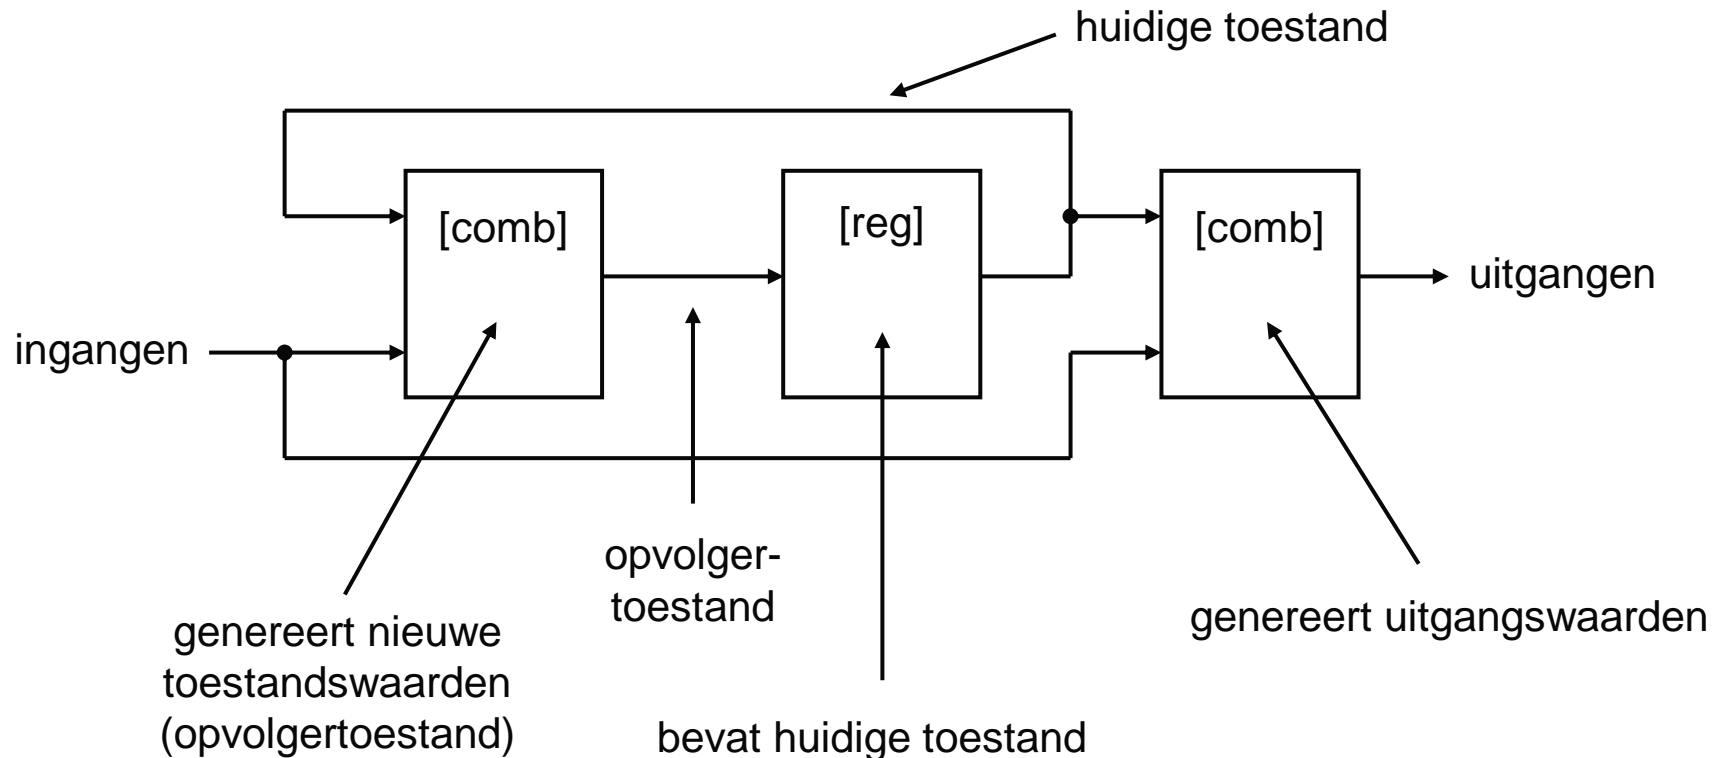 huidige toestand
[comb]
[reg]
[comb]
uitgangen
ingangen
opvolger-
toestand
genereert uitgangswaarden
genereert nieuwe
toestandswaarden
(opvolgertoestand)
bevat huidige toestand